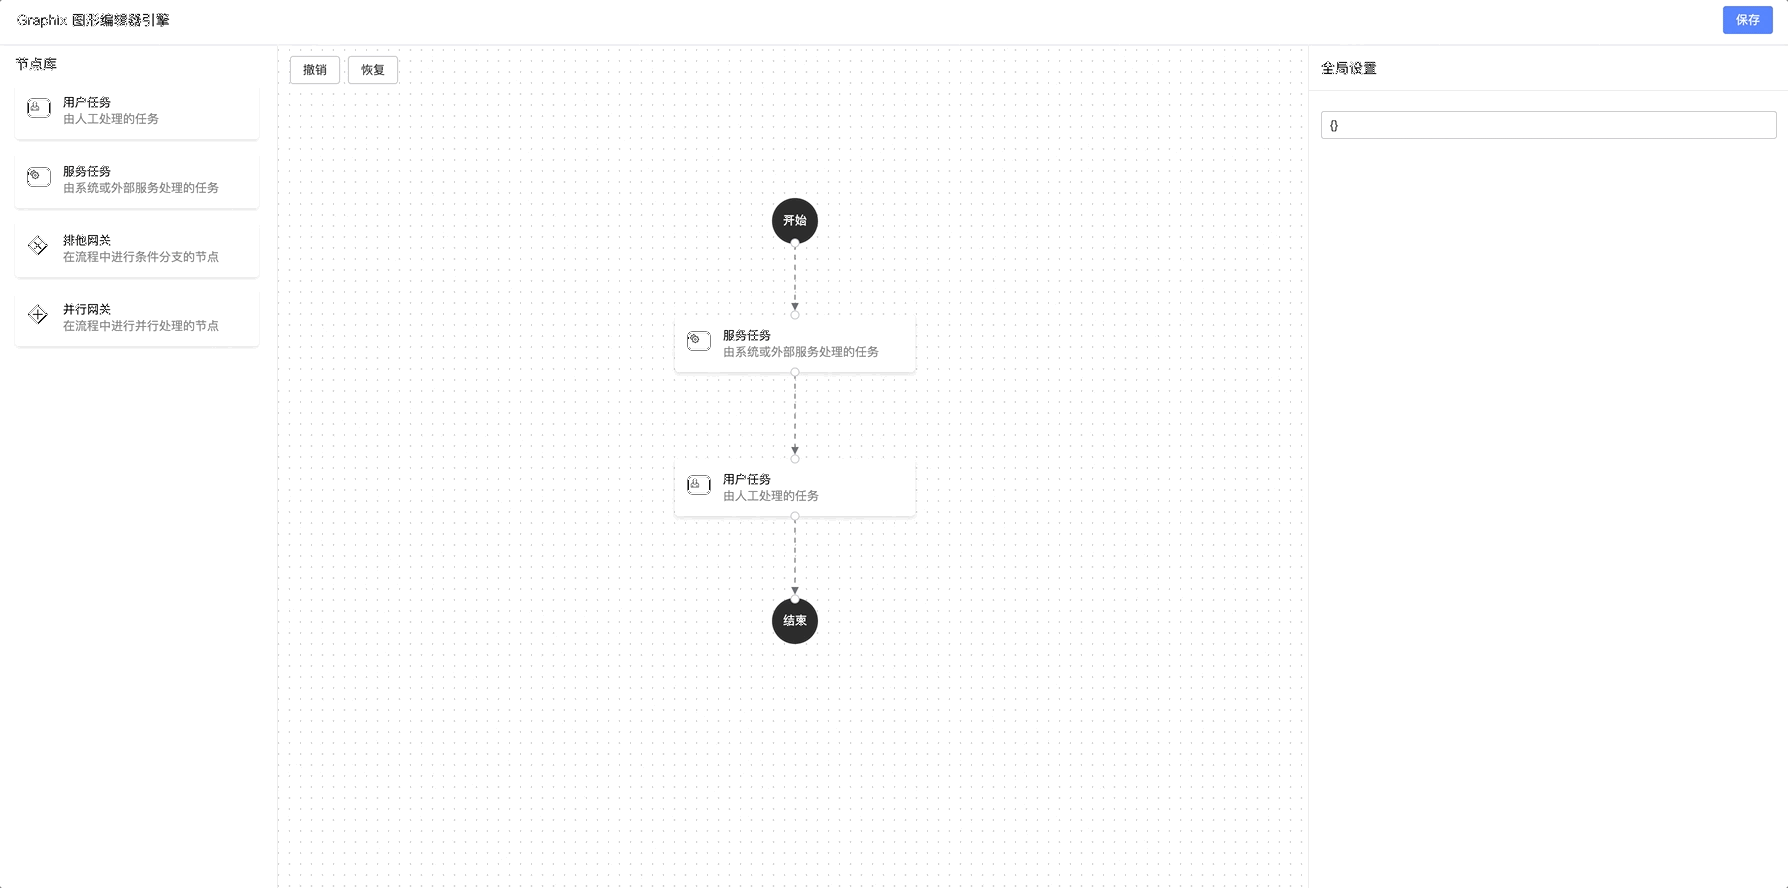 Graphix 图形编辑器引擎
保存
节点库
用户任务
由人工处理的任务
服务任务
由系统或外部服务处理的任务
排他网关
在流程中进行条件分支的节点
并行网关
在流程中进行并行处理的节点
撤销
恢复
开始
服务任务
由系统或外部服务处理的任务
用户任务
由人工处理的任务
结束
全局设置
{}